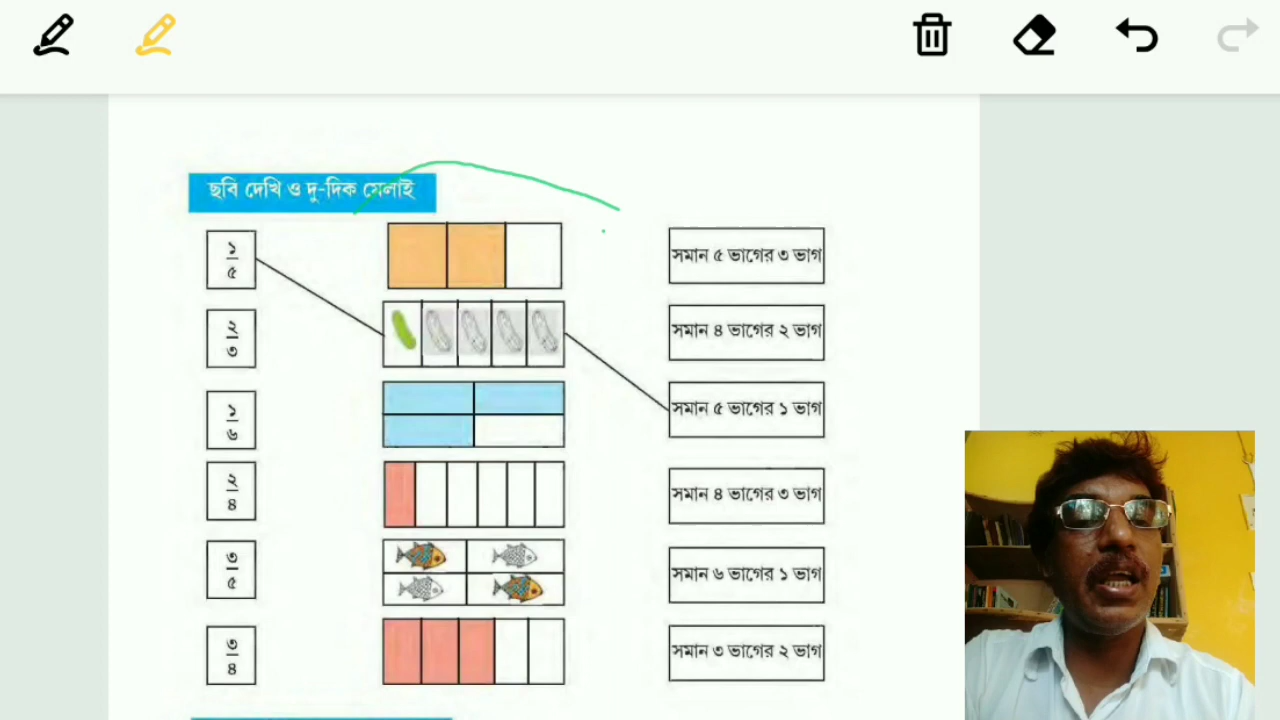 ছবি দেখি ও দু-দিক মেলাই
১/৫
সমান ৫ ভাগের ৩ ভাগ
২/৩
সমান ৪ ভাগের ২ ভাগ
১/৬
সমান ৫ ভাগের ১ ভাগ
২/৪
সমান ৪ ভাগের ৩ ভাগ
৩/৫
সমান ৬ ভাগের ১ ভাগ
৩/৪
সমান ৩ ভাগের ২ ভাগ